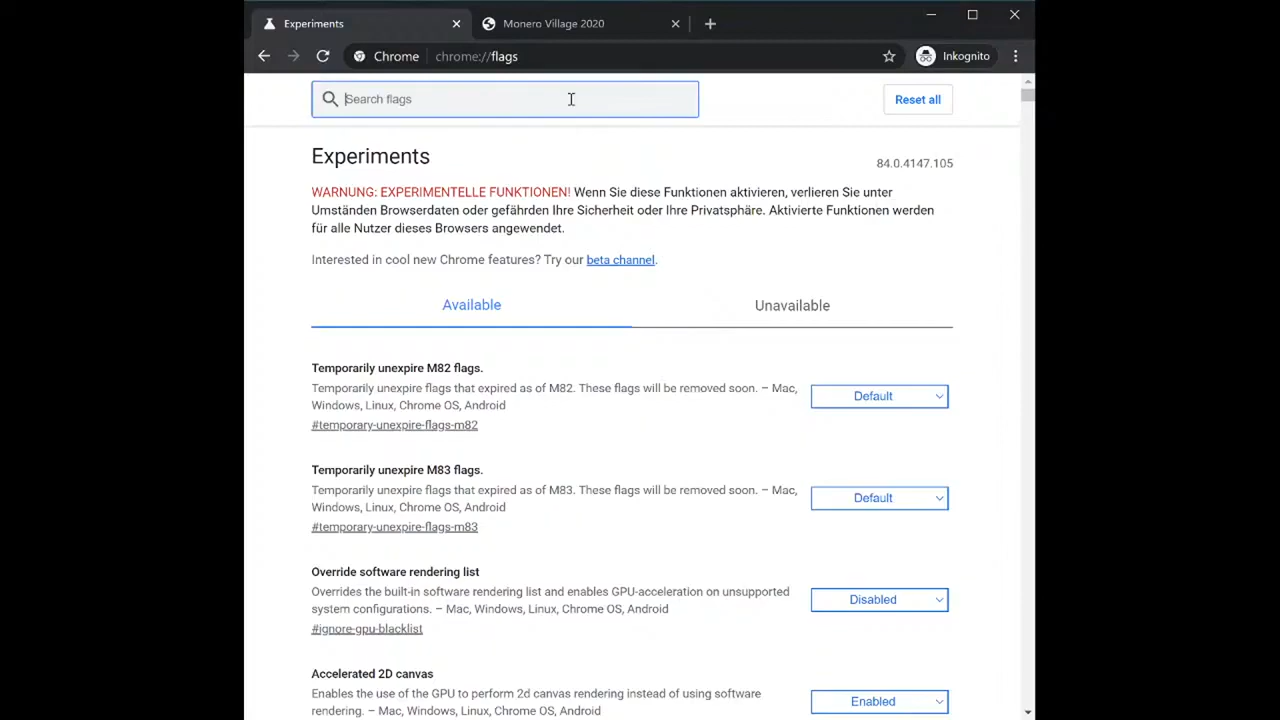 Experiments
Monero Village 2020
Chrome chrome://flags
Inkognito
Search flags
Reset all
Experiments
84.0.4147.105
WARNUNG: EXPERIMENTELLE FUNKTIONEN! Wenn Sie diese Funktionen aktivieren, verlieren Sie unter
Umständen Browserdaten oder gefährden Ihre Sicherheit oder Ihre Privatsphäre. Aktivierte Funktionen werden
für alle Nutzer dieses Browsers angewendet.
Interested in cool new Chrome features? Try our beta channel.
Available
Unavailable
Temporarily unexpire M82 flags.
Temporarily unexpire flags that expired as of M82. These flags will be removed soon. – Mac,
Windows, Linux, Chrome OS, Android
#temporary-unexpire-flags-m82
Default
Temporarily unexpire M83 flags.
Temporarily unexpire flags that expired as of M83. These flags will be removed soon. – Mac,
Windows, Linux, Chrome OS, Android
#temporary-unexpire-flags-m83
Default
Override software rendering list
Overrides the built-in software rendering list and enables GPU-acceleration on unsupported
system configurations. – Mac, Windows, Linux, Chrome OS, Android
#ignore-gpu-blacklist
Disabled
Accelerated 2D canvas
Enables the use of the GPU to perform 2d canvas rendering instead of using software
rendering. – Mac, Windows, Linux, Chrome OS, Android
Enabled